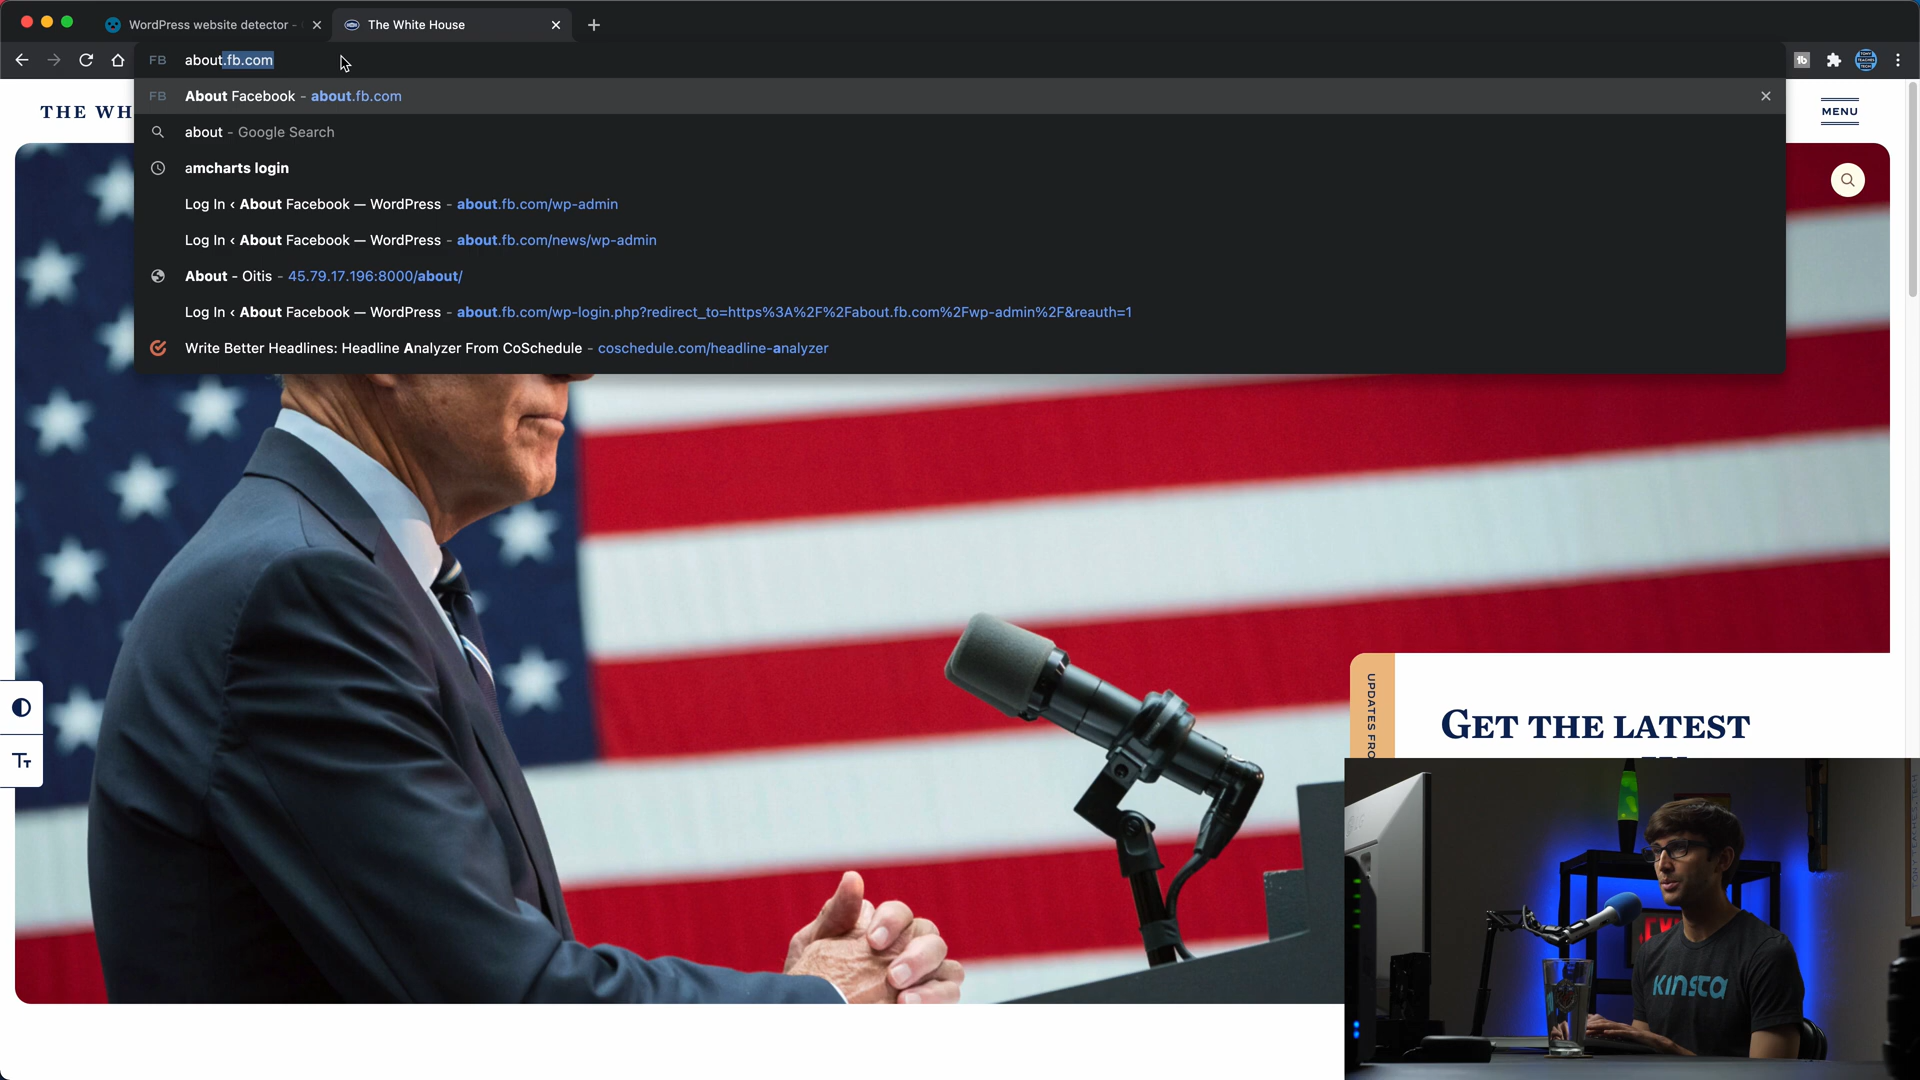 WordPress website detector -
The White House
FB about.fb.com
FB About Facebook - about.fb.com
about - Google Search
amcharts login
Log In ‹ About Facebook — WordPress - about.fb.com/wp-admin
Log In ‹ About Facebook — WordPress - about.fb.com/news/wp-admin
About - Oitis - 45.79.17.196:8000/about/
Log In ‹ About Facebook — WordPress - about.fb.com/wp-login.php?redirect_to=https%3A%2F%2Fabout.fb.com%2Fwp-admin%2F&reauth=1
Write Better Headlines: Headline Analyzer From CoSchedule - coschedule.com/headline-analyzer
THE WH
MENU
Tт
UPDATES FRO
GET THE LATEST
KINSTA